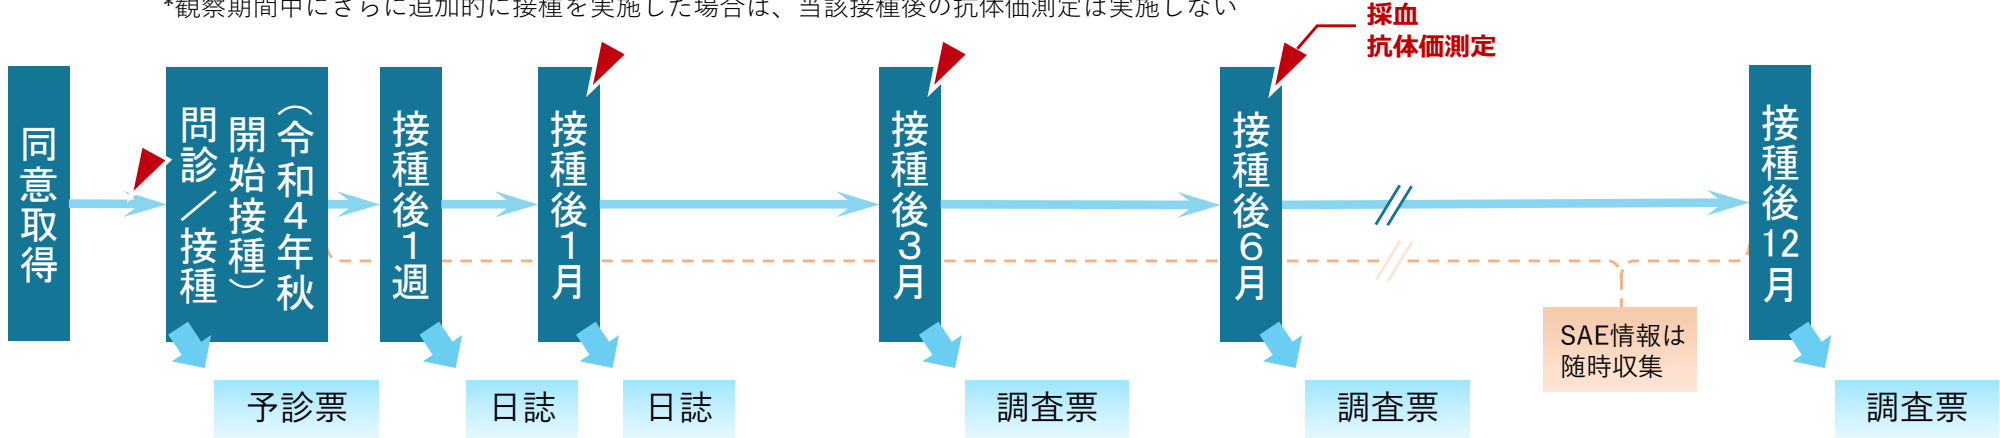 *観察期間中にさらに追加的に接種を実施した場合は、当該接種後の抗体価測定は実施しない
採血
抗体価測定
同意取得
問診／接種
（令和４年秋
開始接種）
接種後１週
接種後１月
接種後３月
接種後６月
接種後12月
SAE情報は
随時収集
予診票
日誌
日誌
調査票
調査票
調査票